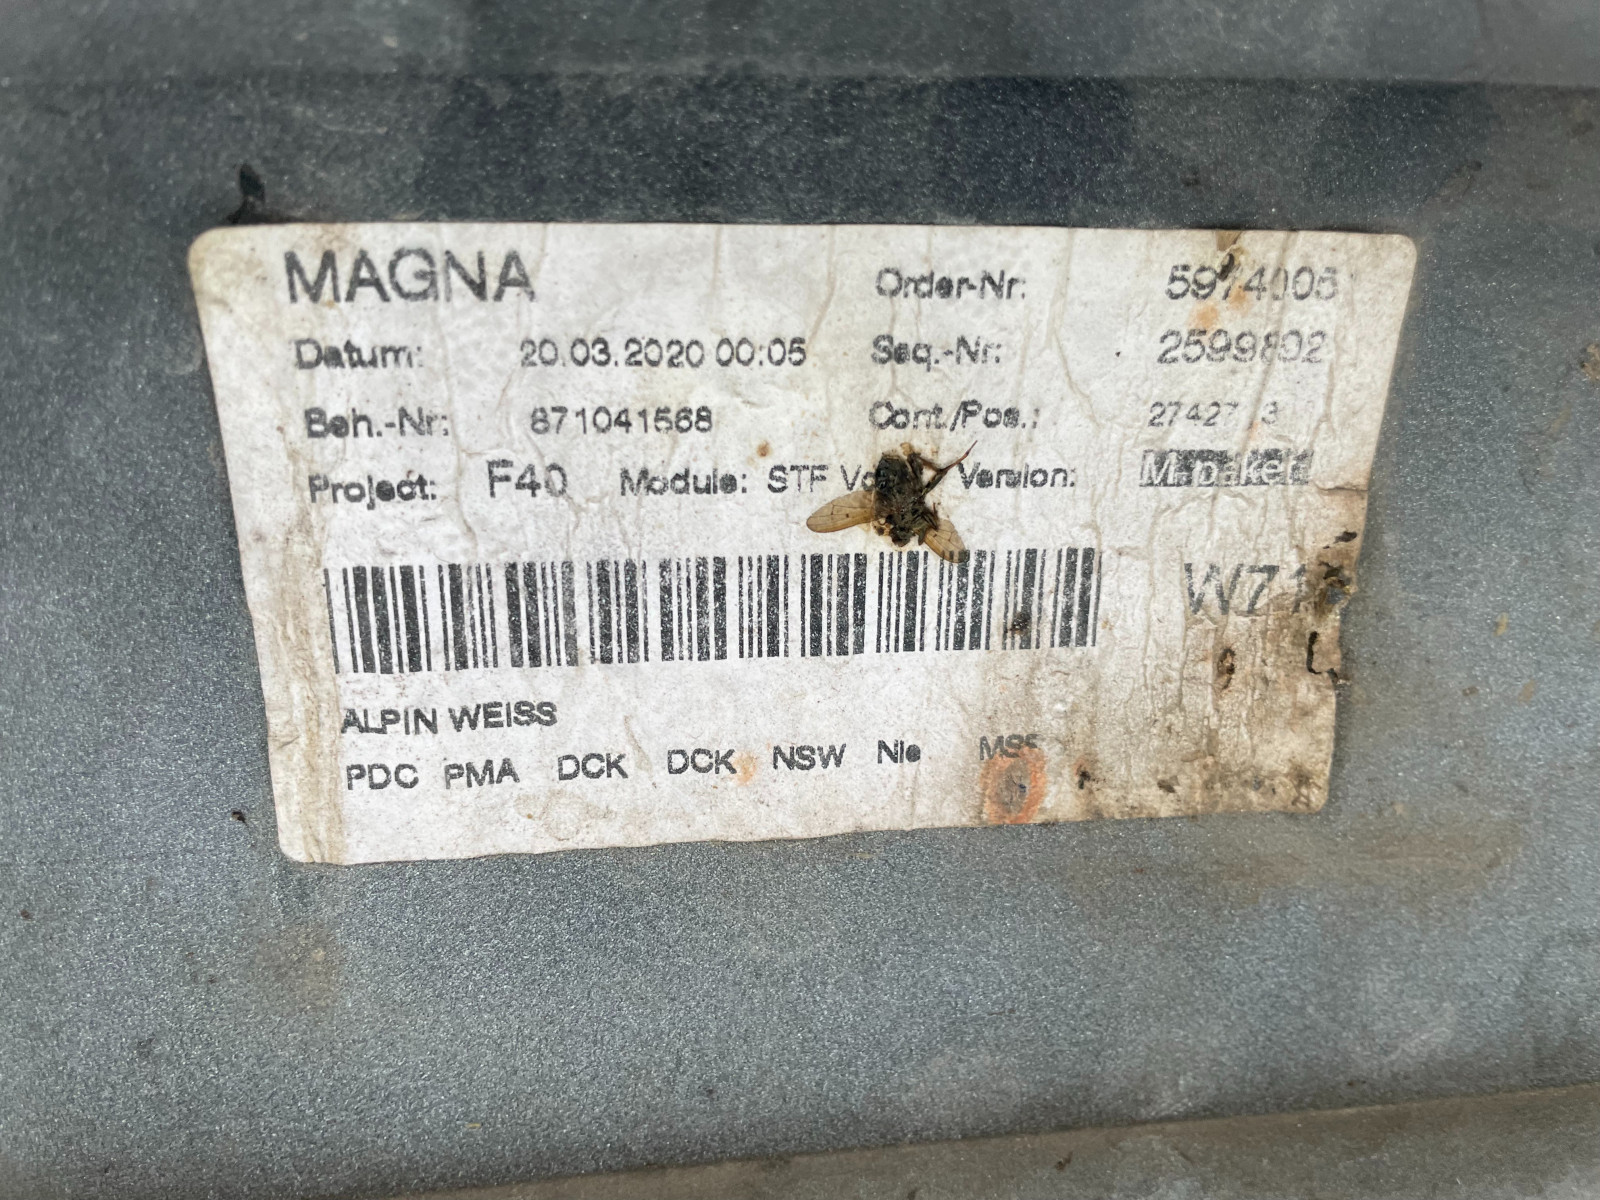 MAGNA
Order-Nr:
Datum: 20.03.2020 00:05 Seq.-Nr: 2599802
Beh.-Nr: 871041568 Cont./Pos.:
Project: F40 Module: STF Version:
ALPIN WEISS
PDC PMA DCK DCK NSW Nie